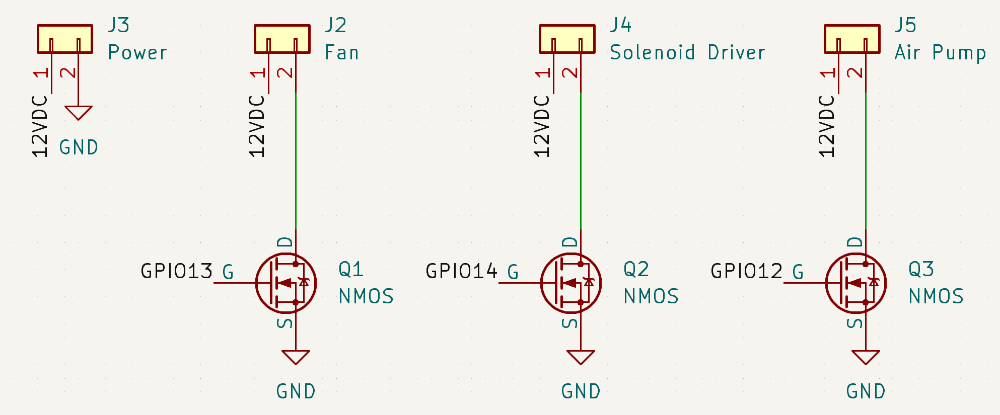 J3
Power
1
2
12VDC
GND
J2
Fan
1
2
12VDC
D
GPIO13
G
Q1
NMOS
S
GND
J4
Solenoid Driver
1
2
12VDC
D
GPIO14
G
Q2
NMOS
S
GND
J5
Air Pump
1
2
12VDC
D
GPIO12
G
Q3
NMOS
S
GND